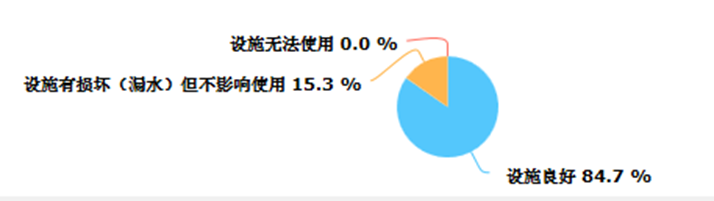 设施无法使用 0.0 %
设施有损坏（漏水）但不影响使用 15.3 %
设施良好 84.7 %